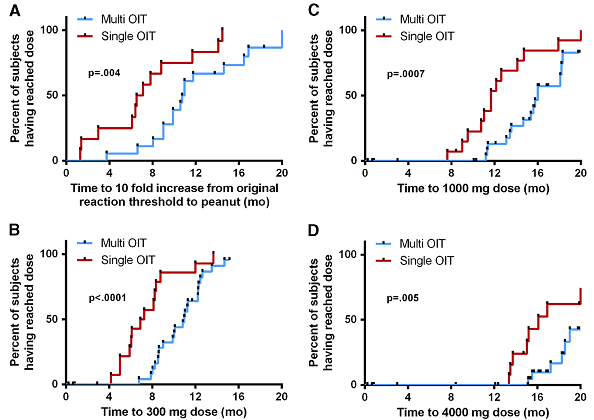 A
Multi OIT
Single OIT
p=.004
Percent of subjects
having reached dose
100
50
0
0 4 8 12 16 20
Time to 10 fold increase from original
reaction threshold to peanut (mo)
B
Multi OIT
Single OIT
p<.0001
Percent of subjects
having reached dose
100
50
0
0 4 8 12 16 20
Time to 300 mg dose (mo)
C
Multi OIT
Single OIT
p=.0007
Percent of subjects
having reached dose
100
50
0
0 4 8 12 16 20
Time to 1000 mg dose (mo)
D
Multi OIT
Single OIT
p=.005
Percent of subjects
having reached dose
100
50
0
0 4 8 12 16 20
Time to 4000 mg dose (mo)